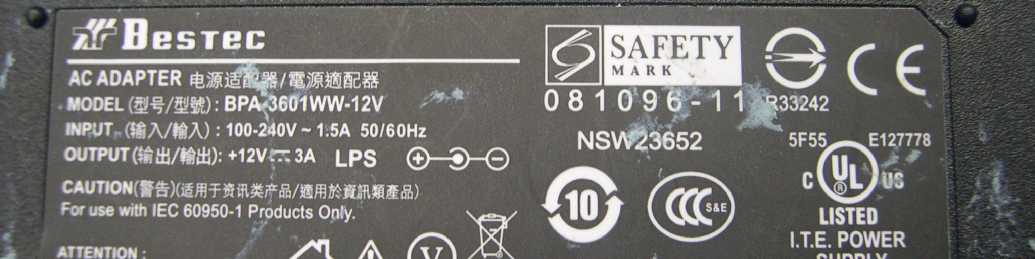 BESTEC
AC ADAPTER 电源适配器/電源適配器
MODEL (型号/型號) : BPA-3601WW-12V
INPUT (输入/輸入) : 100-240V ~ 1.5A 50/60Hz
OUTPUT(输出/輸出): +12V⎓3A LPS
CAUTION(警告)(适用于资讯类产品/適用於資訊類產品)
For use with IEC 60950-1 Products Only.
ATTENTION :
SAFETY
MARK
081096-11
R33242
NSW23652
5F55
E127778
10
CCC S&E
V
C UL ® US
LISTED
I.T.E. POWER
SUPPLY
CE